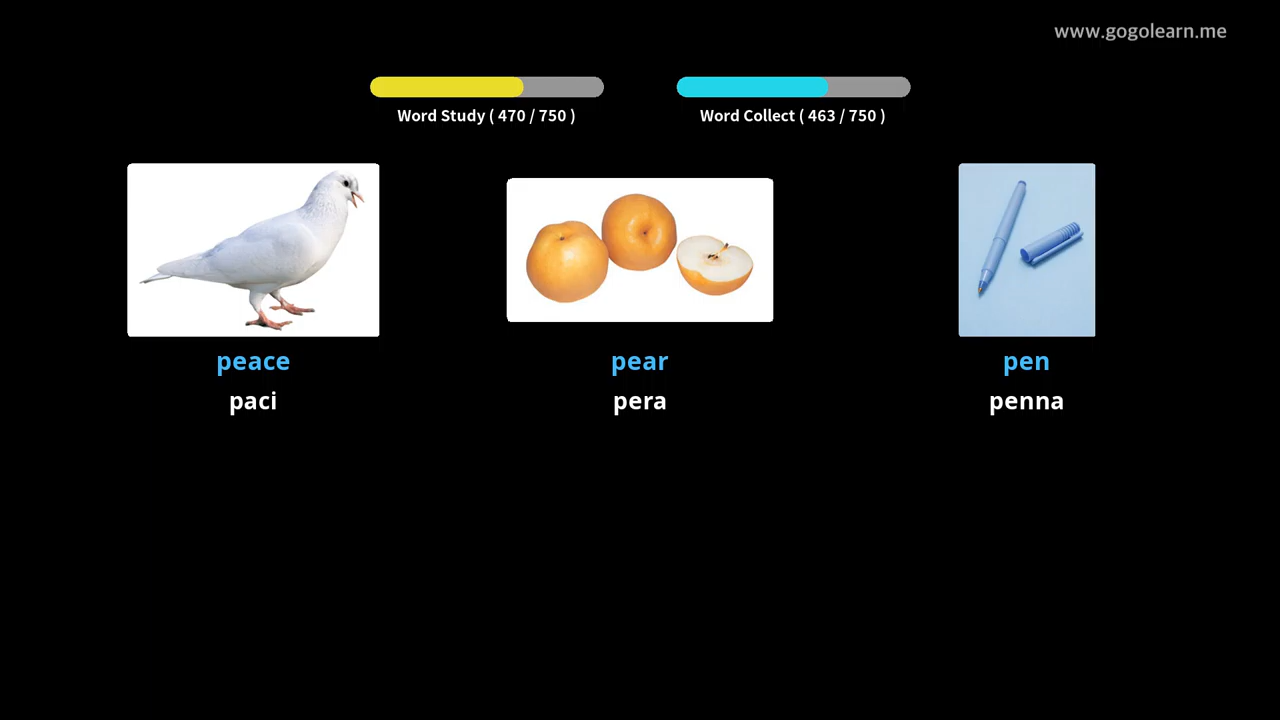 www.gogolearn.me
Word Study ( 470 / 750 )
Word Collect ( 463 / 750 )
peace
pear
pen
paci
pera
penna